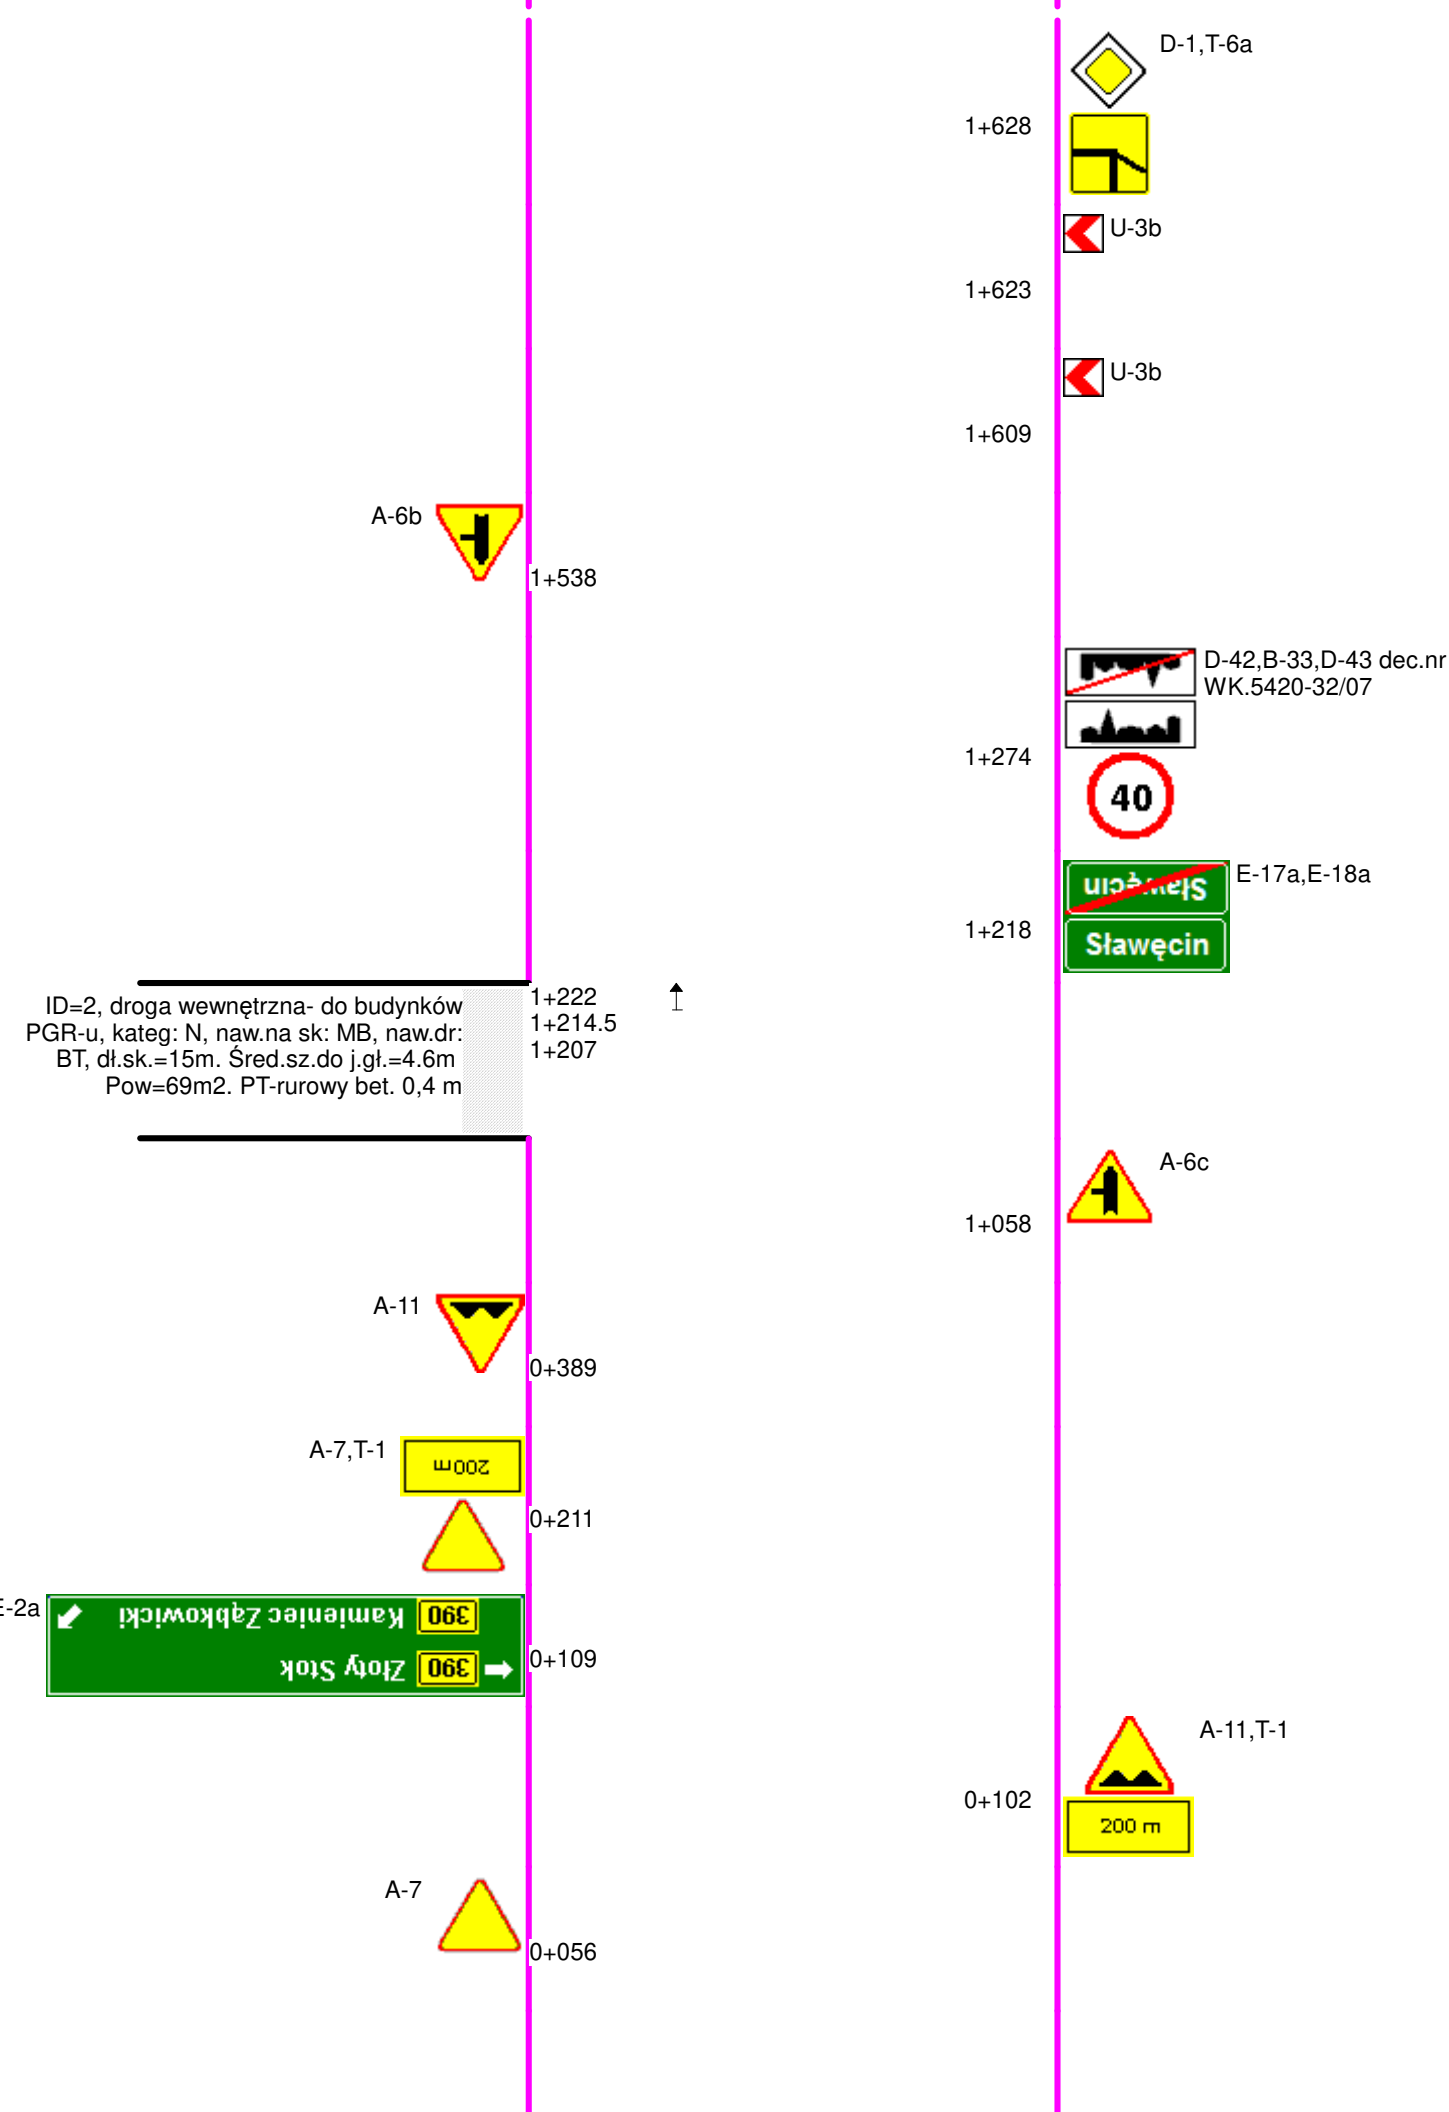 D-1,T-6a
1+628
U-3b
1+623
U-3b
1+609
A-6b
1+538
D-42,B-33,D-43 dec.nr
WK.5420-32/07
1+274
40
Sławęcin
E-17a,E-18a
1+218
Sławęcin
ID=2, droga wewnętrzna- do budynków
PGR-u, kateg: N, naw.na sk: MB, naw.dr:
BT, dł.sk.=15m. Śred.sz.do j.gł.=4.6m
Pow=69m2. PT-rurowy bet. 0,4 m
1+222
1+214.5
1+207
A-6c
1+058
A-11
0+389
A-7,T-1
200m
0+211
E-2a
Kamieniec Ząbkowicki 390
Złoty Stok 390
0+109
A-11,T-1
0+102
200 m
A-7
0+056